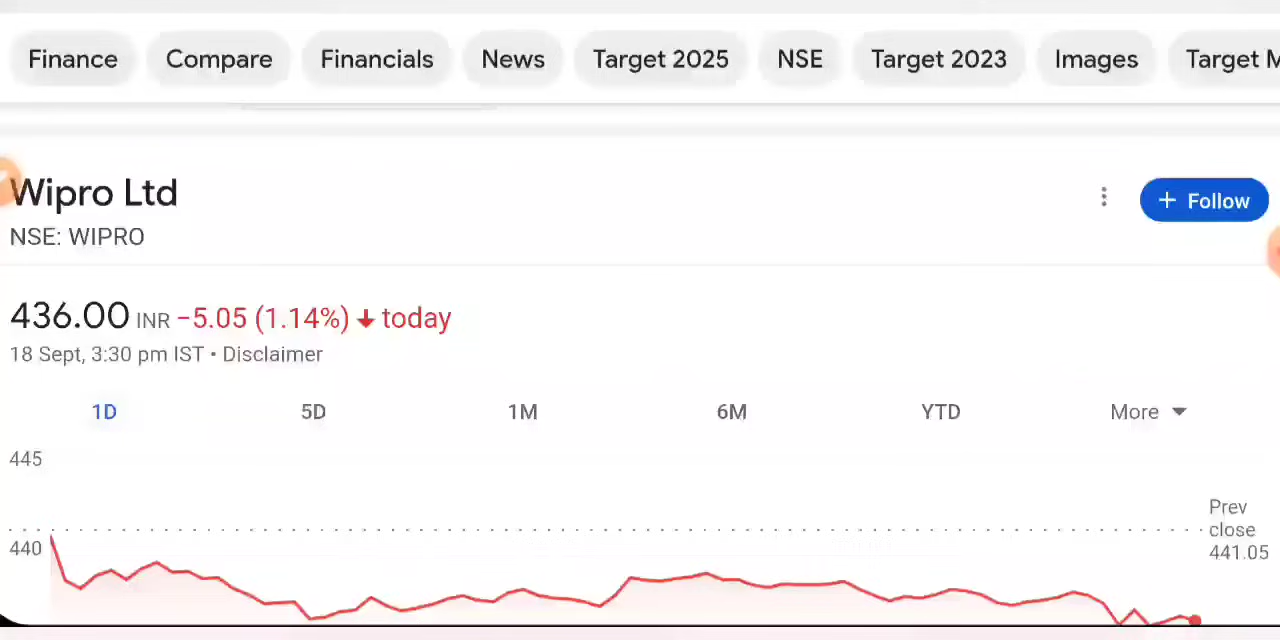 Finance Compare Financials News Target 2025 NSE Target 2023 Images Target M
Wipro Ltd
+ Follow
NSE: WIPRO
436.00 INR −5.05 (1.14%) ↓ today
18 Sept, 3:30 pm IST • Disclaimer
1D 5D 1M 6M YTD More
445
Prev
close
441.05
440